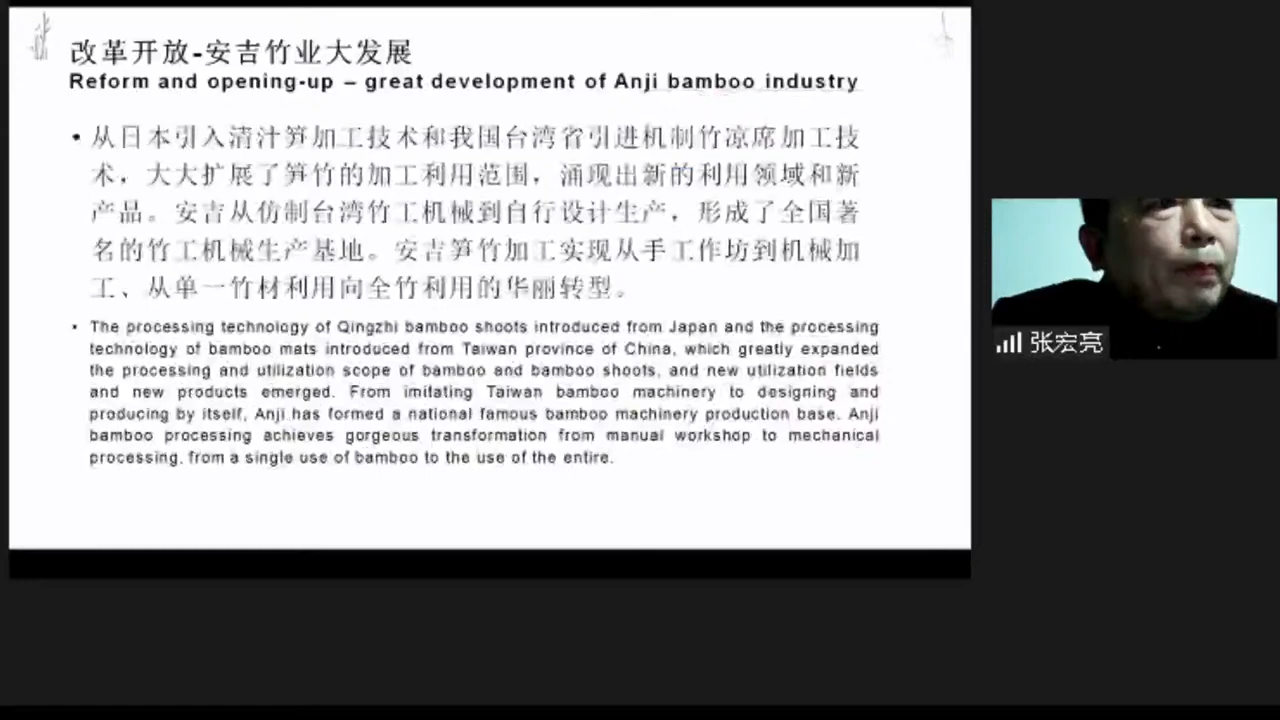 改革开放-安吉竹业大发展
Reform and opening-up – great development of Anji bamboo industry
• 从日本引入清汁笋加工技术和我国台湾省引进机制竹凉席加工技
术，大大扩展了笋竹的加工利用范围，涌现出新的利用领域和新
产品。安吉从仿制台湾竹工机械到自行设计生产，形成了全国著
名的竹工机械生产基地。安吉笋竹加工实现从手工作坊到机械加
工、从单一竹材利用向全竹利用的华丽转型。
• The processing technology of Qingzhi bamboo shoots introduced from Japan and the processing
technology of bamboo mats introduced from Taiwan province of China, which greatly expanded
the processing and utilization scope of bamboo and bamboo shoots, and new utilization fields
and new products emerged. From imitating Taiwan bamboo machinery to designing and
producing by itself, Anji has formed a national famous bamboo machinery production base. Anji
bamboo processing achieves gorgeous transformation from manual workshop to mechanical
processing, from a single use of bamboo to the use of the entire.
张宏亮